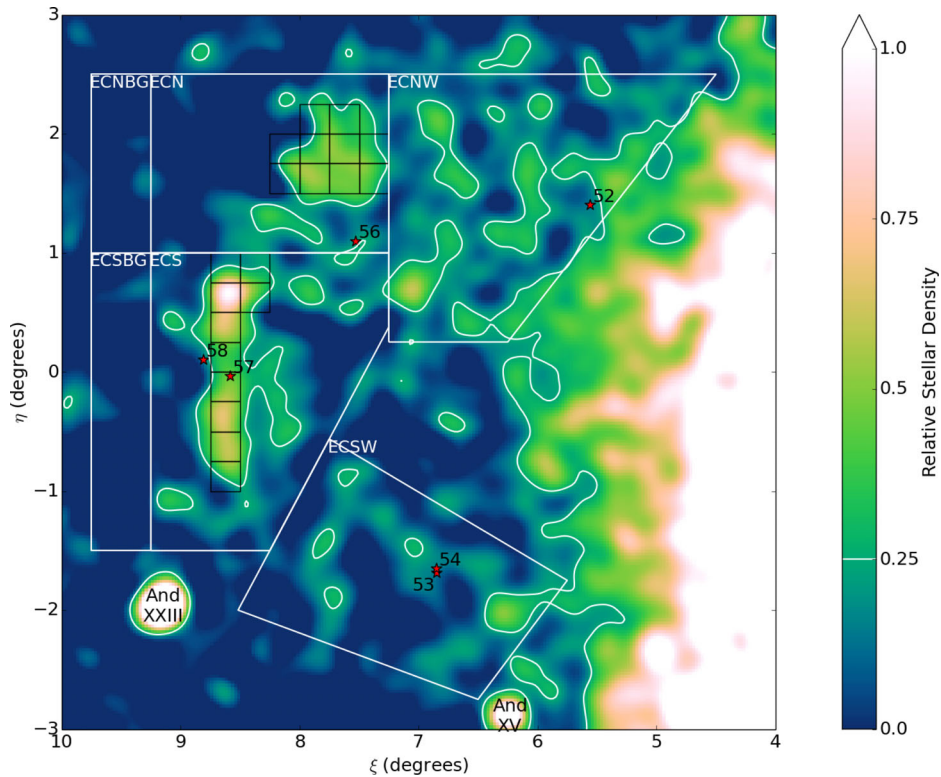 3
2
1
0
−1
−2
−3
η (degrees)
10
9
8
7
6
5
4
ξ (degrees)
ECNBG
ECN
ECNW
52
56
ECSBG
ECS
58
57
ECSW
54
53
And
XXIII
And
XV
1.0
0.75
0.5
0.25
0.0
Relative Stellar Density